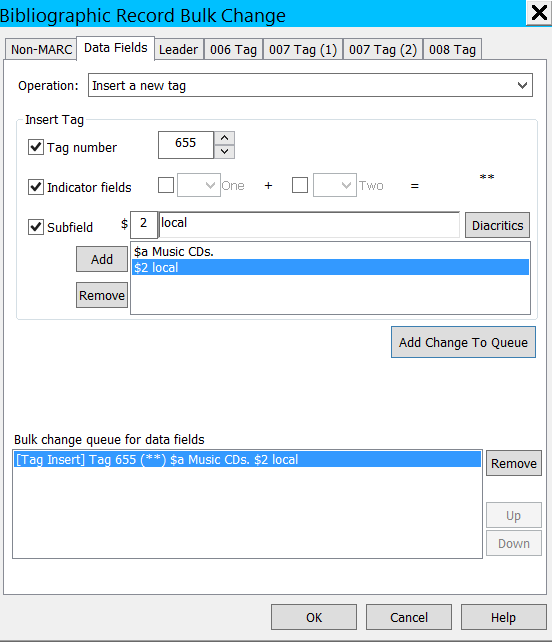 Bibliographic Record Bulk Change
Non-MARC Data Fields Leader 006 Tag 007 Tag (1) 007 Tag (2) 008 Tag
Operation: Insert a new tag
Insert Tag
Tag number 655
Indicator fields One + Two = **
Subfield $ 2 local Diacritics
Add
$a Music CDs.
$2 local
Remove
Add Change To Queue
Bulk change queue for data fields
[Tag Insert] Tag 655 (**) $a Music CDs. $2 local
Remove
Up
Down
OK Cancel Help